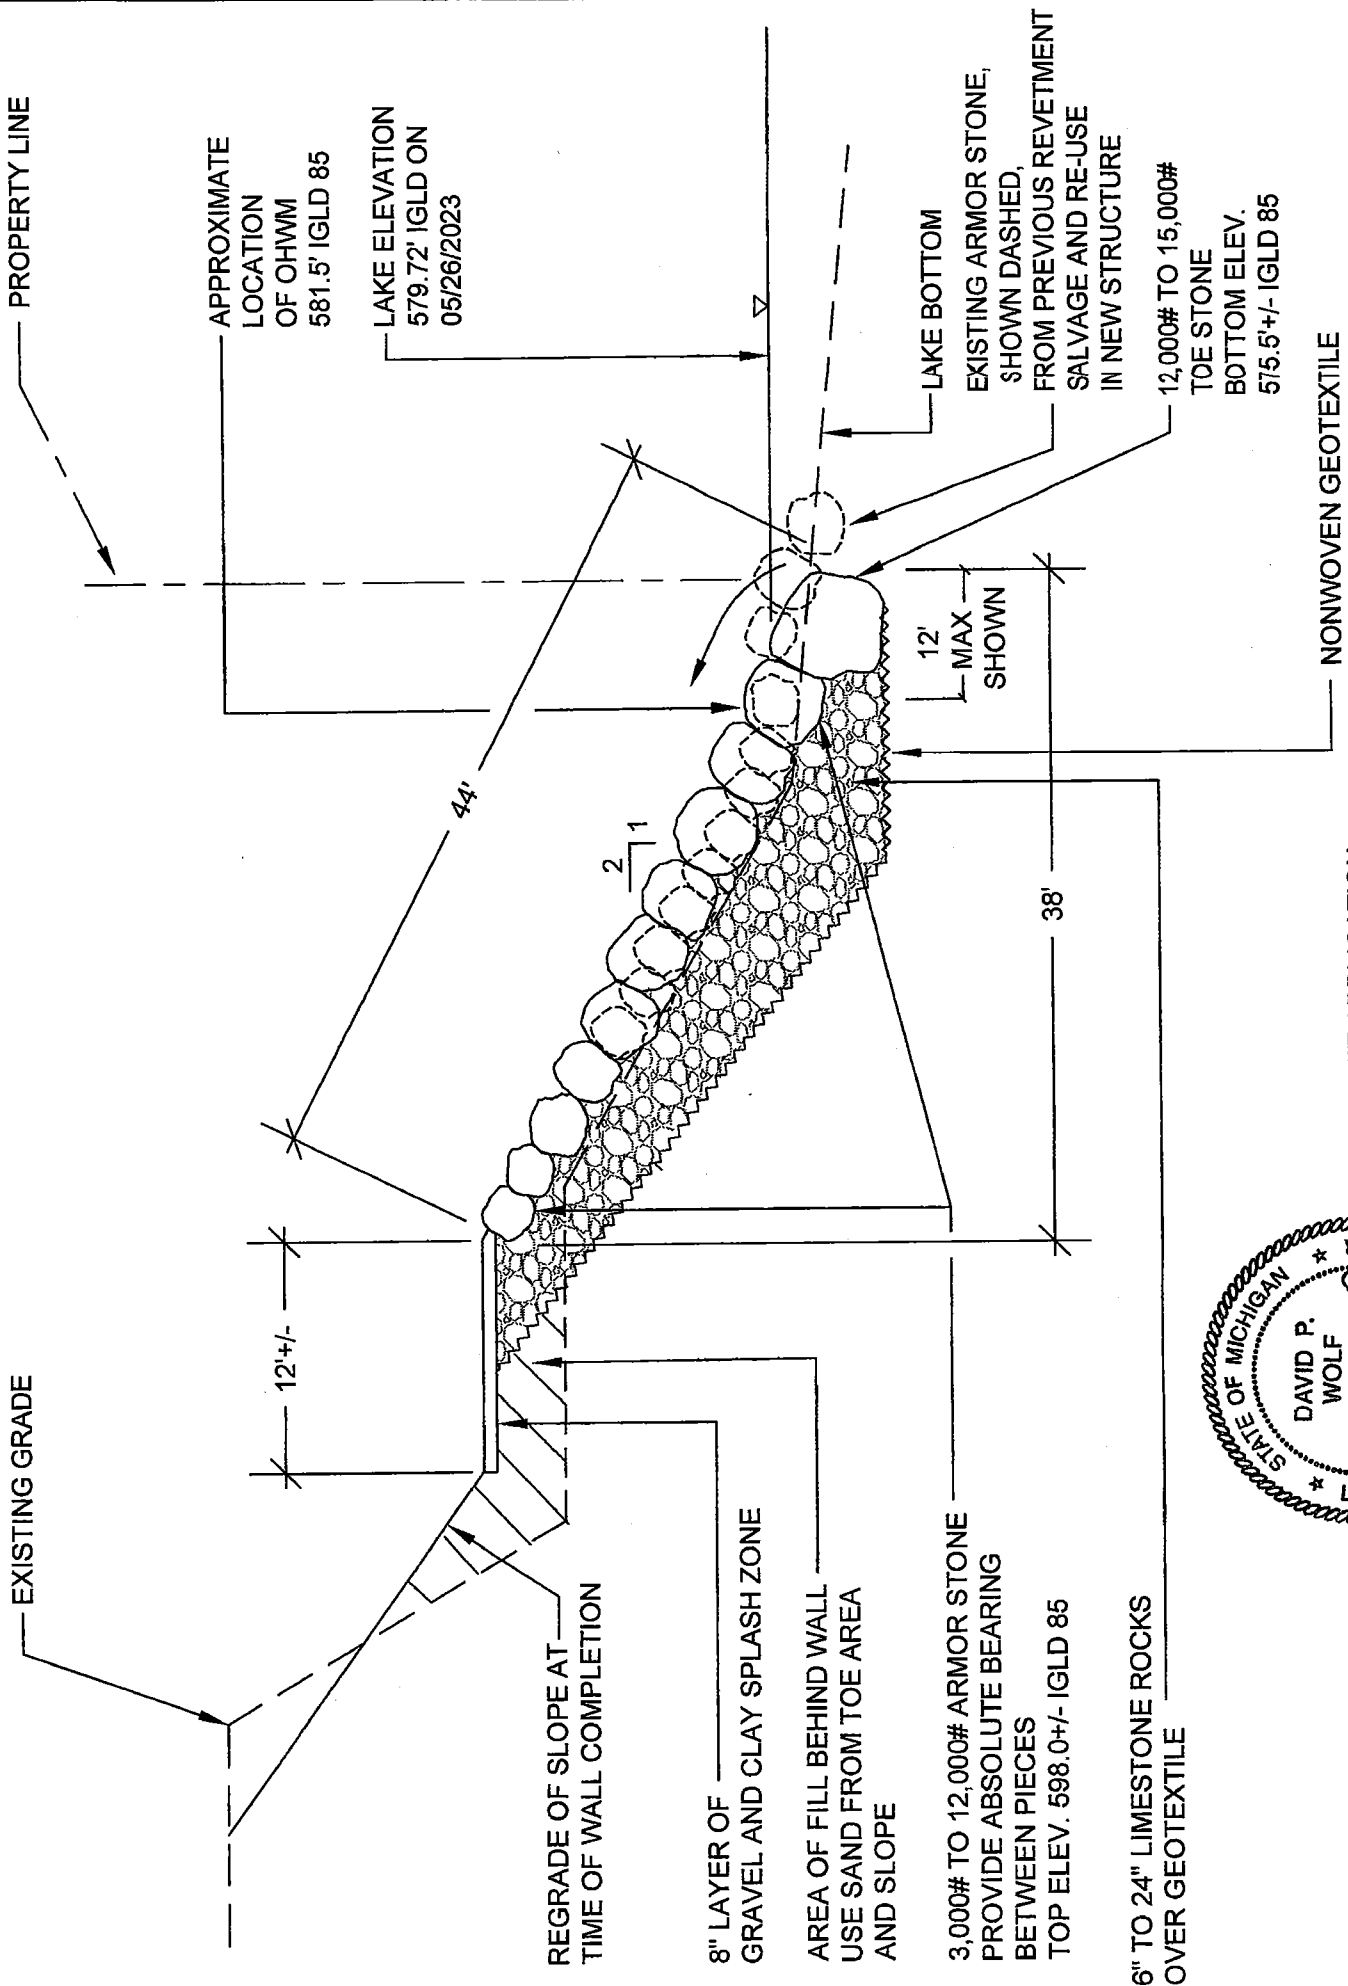 EXISTING GRADE
PROPERTY LINE
APPROXIMATE
LOCATION
OF OHWM
581.5' IGLD 85
LAKE ELEVATION
579.72' IGLD ON
05/26/2023
12'+/-
44'
2
1
LAKE BOTTOM
EXISTING ARMOR STONE,
SHOWN DASHED,
FROM PREVIOUS REVETMENT
SALVAGE AND RE-USE
IN NEW STRUCTURE
12,000# TO 15,000#
TOE STONE
BOTTOM ELEV.
575.5'+/- IGLD 85
12'
MAX
SHOWN
38'
NONWOVEN GEOTEXTILE
REGRADE OF SLOPE AT
TIME OF WALL COMPLETION
8" LAYER OF
GRAVEL AND CLAY SPLASH ZONE
AREA OF FILL BEHIND WALL
USE SAND FROM TOE AREA
AND SLOPE
3,000# TO 12,000# ARMOR STONE
PROVIDE ABSOLUTE BEARING
BETWEEN PIECES
TOP ELEV. 598.0+/- IGLD 85
6" TO 24" LIMESTONE ROCKS
OVER GEOTEXTILE
STATE OF MICHIGAN
DAVID P.
WOLF